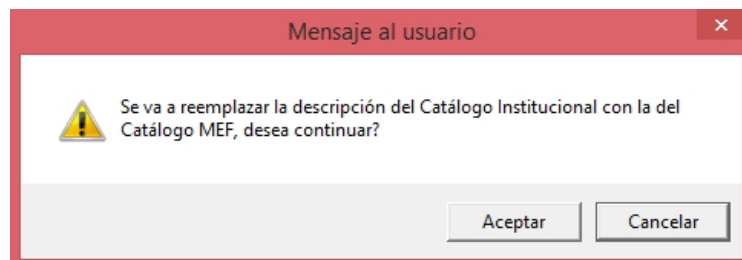 Mensaje al usuario
Se va a reemplazar la descripción del Catálogo Institucional con la del
Catálogo MEF, desea continuar?
Aceptar Cancelar